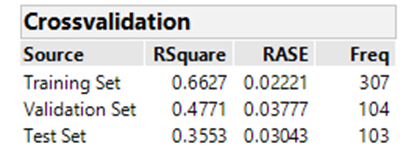 Crossvalidation
Source RSquare RASE Freq
Training Set 0.6627 0.02221 307
Validation Set 0.4771 0.03777 104
Test Set 0.3553 0.03043 103